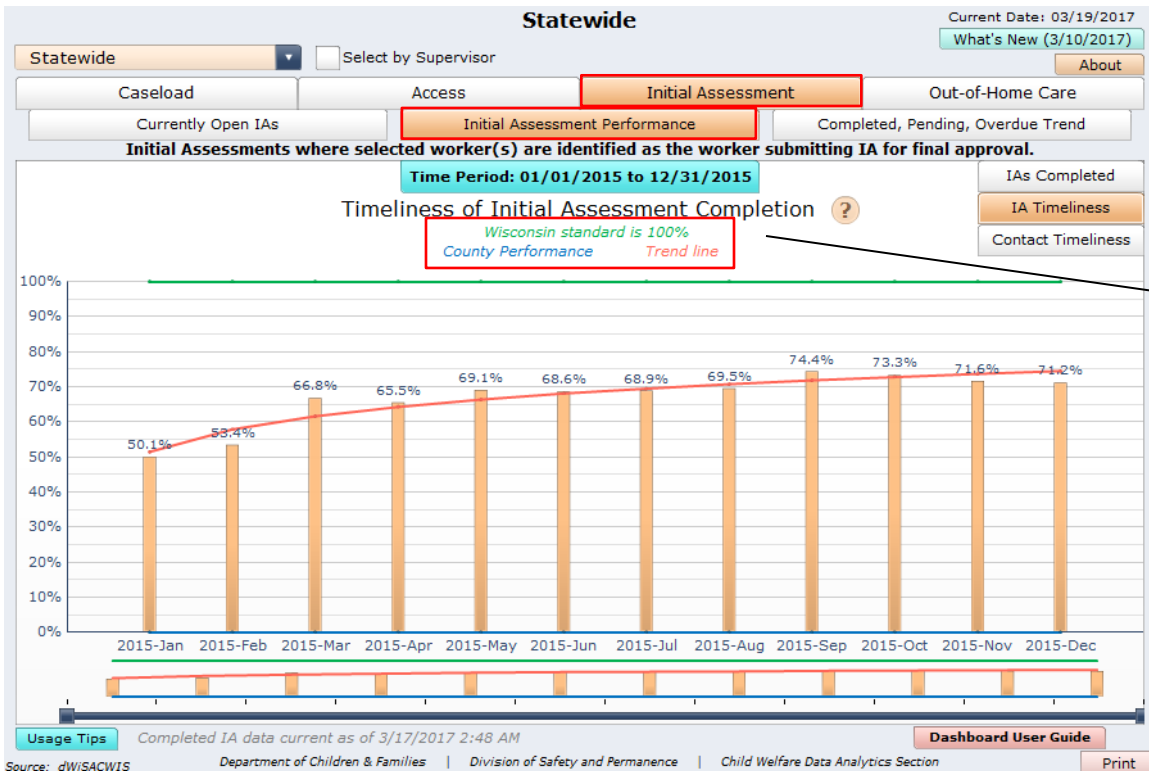 Statewide
Current Date: 03/19/2017
What's New (3/10/2017)
Statewide
Select by Supervisor
About
Caseload
Access
Initial Assessment
Out-of-Home Care
Currently Open IAs
Initial Assessment Performance
Completed, Pending, Overdue Trend
Initial Assessments where selected worker(s) are identified as the worker submitting IA for final approval.
Time Period: 01/01/2015 to 12/31/2015
IAs Completed
Timeliness of Initial Assessment Completion ?
IA Timeliness
Wisconsin standard is 100%
County Performance Trend line
Contact Timeliness
100%
90%
80%
70%
60%
50%
40%
30%
20%
10%
0%
50.1% 53.4% 66.8% 65.5% 69.1% 68.6% 68.9% 69.5% 74.4% 73.3% 71.6% 71.2%
2015-Jan 2015-Feb 2015-Mar 2015-Apr 2015-May 2015-Jun 2015-Jul 2015-Aug 2015-Sep 2015-Oct 2015-Nov 2015-Dec
Usage Tips
Completed IA data current as of 3/17/2017 2:48 AM
Dashboard User Guide
Source: dWiSACWIS
Department of Children & Families | Division of Safety and Permanence | Child Welfare Data Analytics Section
Print